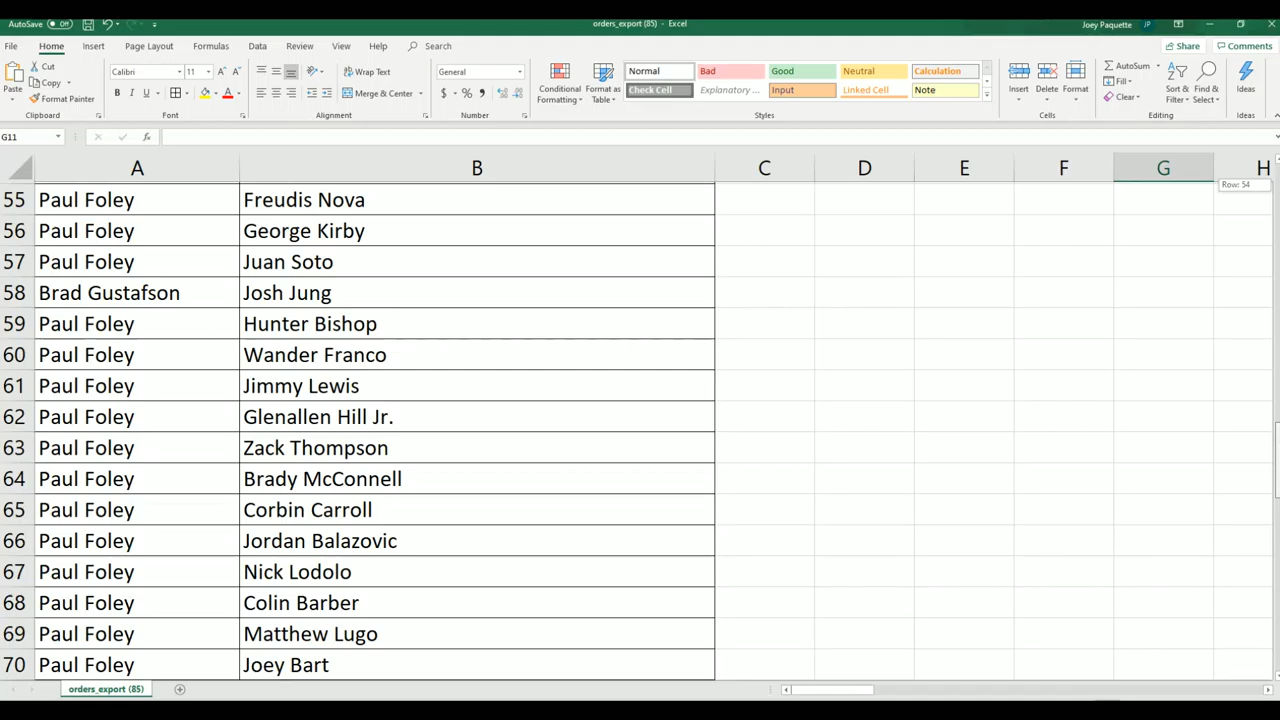 AutoSave Off
orders_export (85) - Excel
Joey Paquette JP
File Home Insert Page Layout Formulas Data Review View Help Search Share Comments
Paste Cut Copy Format Painter
Clipboard
Calibri 11
B I U
Font
Wrap Text
Merge & Center
Alignment
General
$ % 9
Number
Conditional Formatting
Format as Table
Normal Bad Good Neutral Calculation
Check Cell Explanatory ... Input Linked Cell Note
Styles
Insert Delete Format
Cells
AutoSum
Fill
Clear
Sort & Filter
Find & Select
Editing
Ideas
Ideas
G11 fx
A B C D E F G H
Row: 54
55 Paul Foley Freudis Nova
56 Paul Foley George Kirby
57 Paul Foley Juan Soto
58 Brad Gustafson Josh Jung
59 Paul Foley Hunter Bishop
60 Paul Foley Wander Franco
61 Paul Foley Jimmy Lewis
62 Paul Foley Glenallen Hill Jr.
63 Paul Foley Zack Thompson
64 Paul Foley Brady McConnell
65 Paul Foley Corbin Carroll
66 Paul Foley Jordan Balazovic
67 Paul Foley Nick Lodolo
68 Paul Foley Colin Barber
69 Paul Foley Matthew Lugo
70 Paul Foley Joey Bart
orders_export (85)